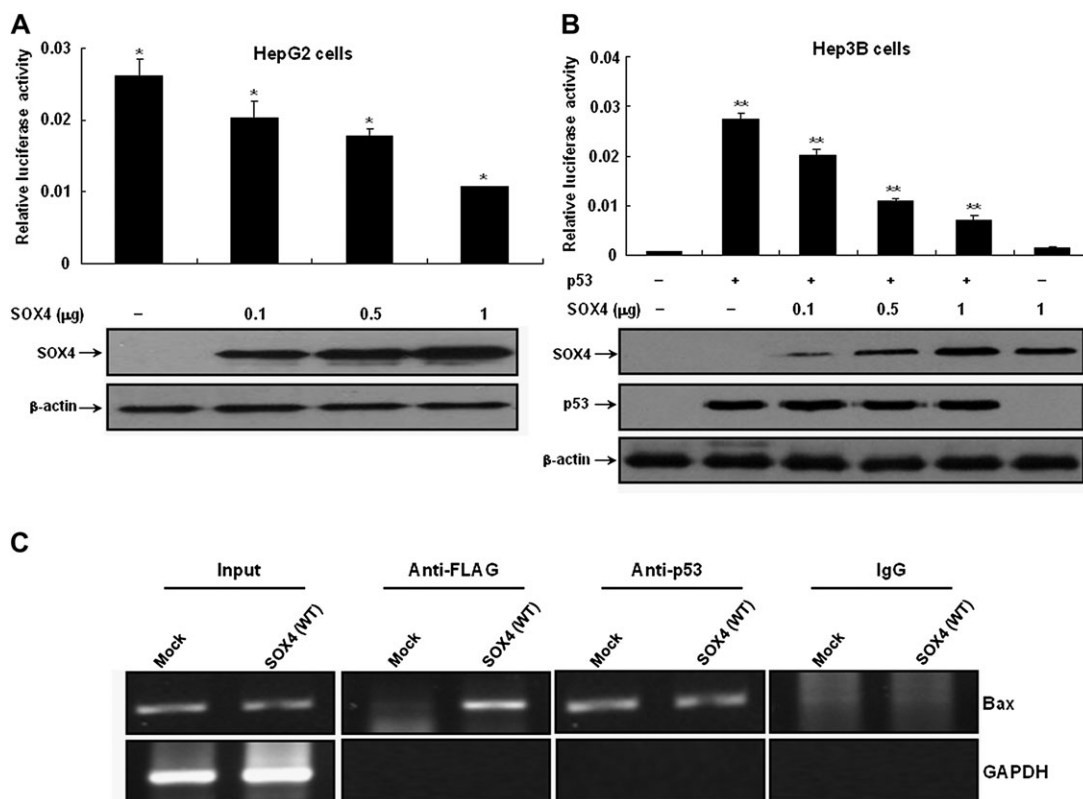 A
HepG2 cells
Relative luciferase activity
0.03
0.02
0.01
0
*
*
*
*
SOX4 (μg)
– 0.1 0.5 1
SOX4→
β-actin→
B
Hep3B cells
Relative luciferase activity
0.04
0.03
0.02
0.01
0
**
**
**
**
p53 – + + + + –
SOX4 (μg) – – 0.1 0.5 1 1
SOX4→
p53→
β-actin→
C
Input Anti-FLAG Anti-p53 IgG
Mock SOX4 (WT) Mock SOX4 (WT) Mock SOX4 (WT) Mock SOX4 (WT)
Bax
GAPDH